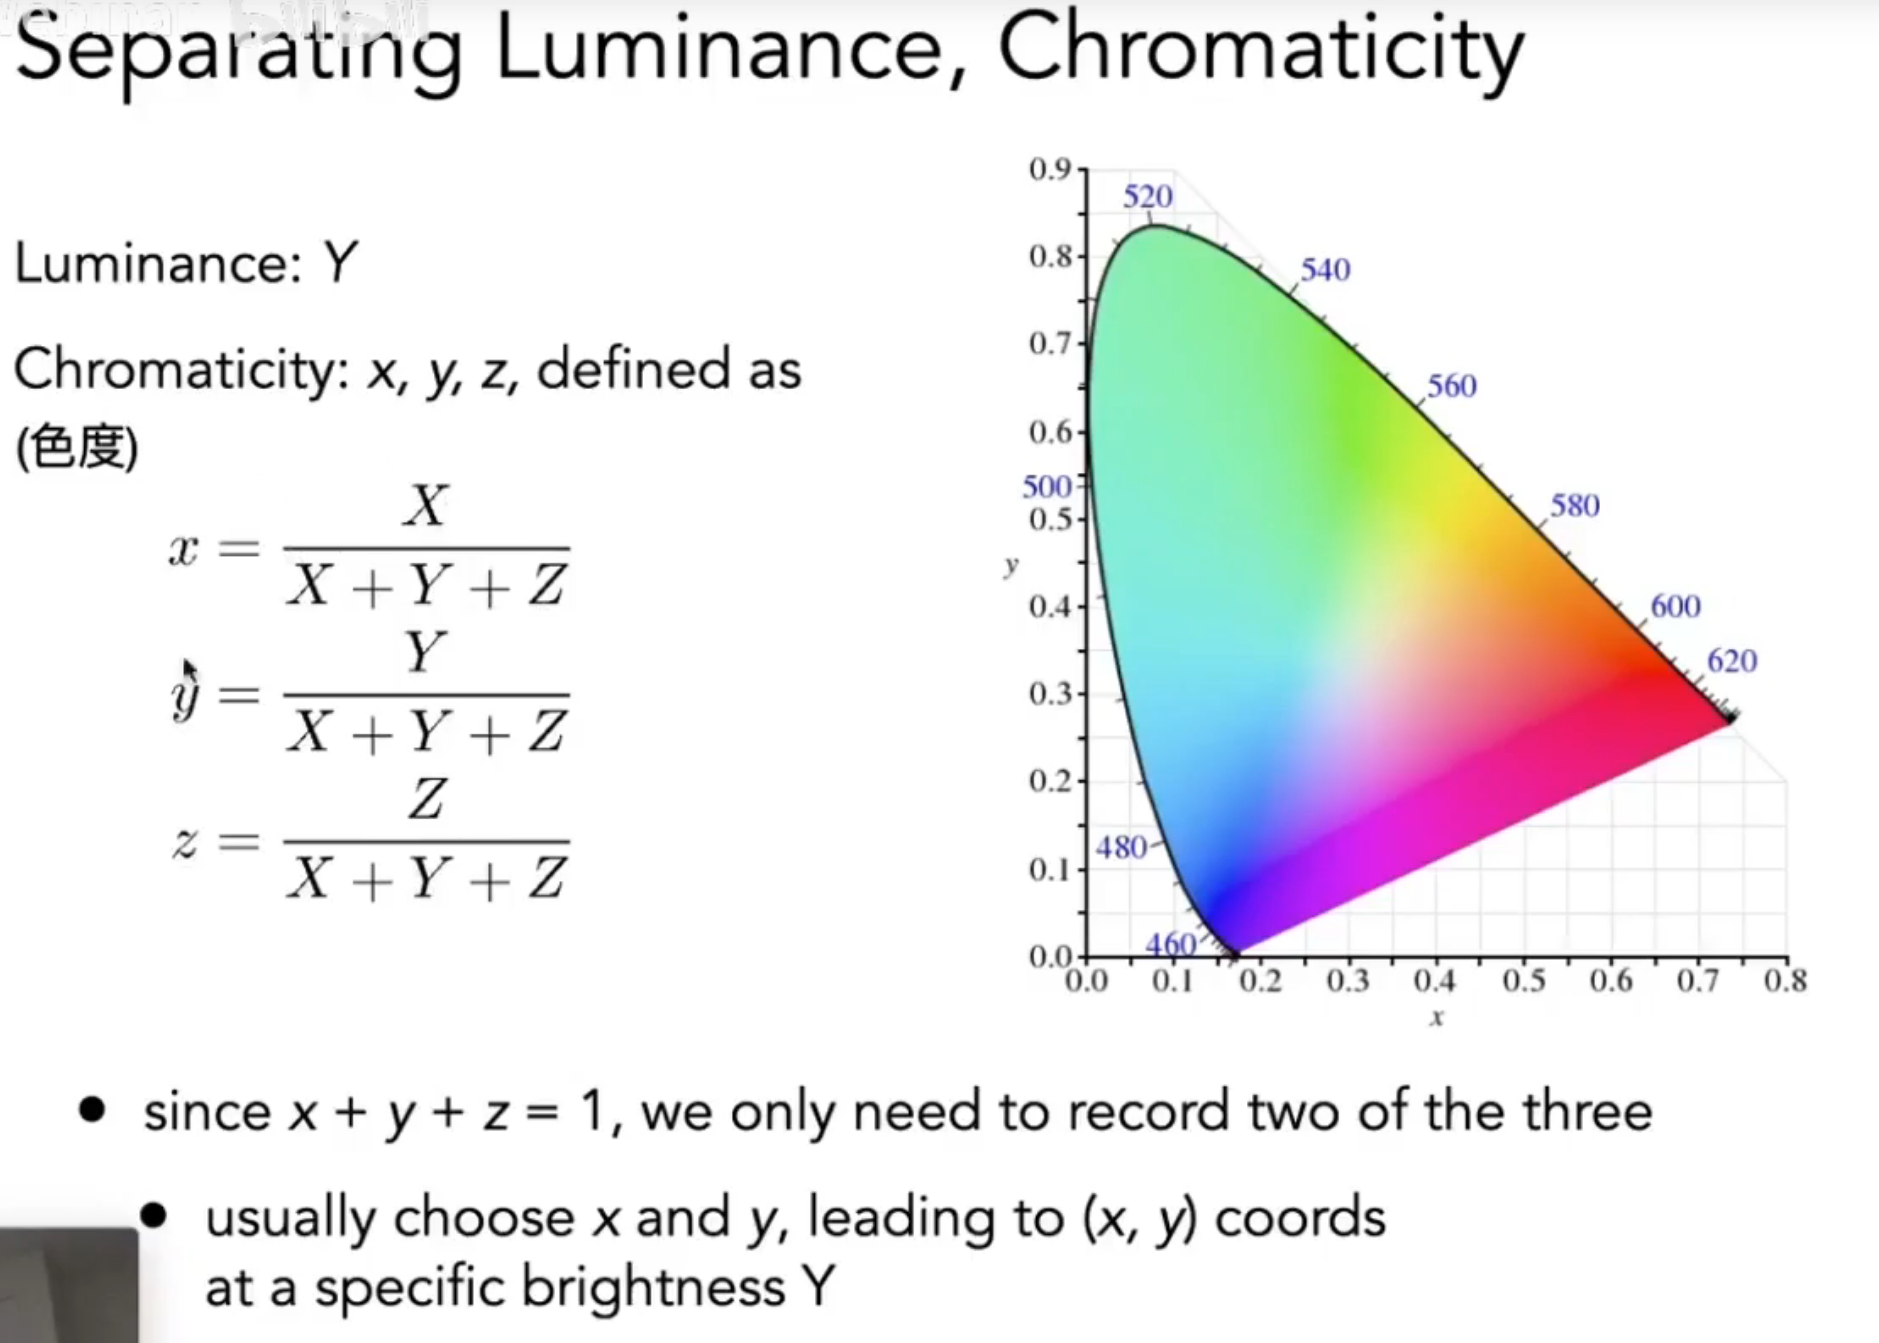 Separating Luminance, Chromaticity
Luminance: Y
Chromaticity: x, y, z, defined as
(色度)
x = X / (X + Y + Z)
y = Y / (X + Y + Z)
z = Z / (X + Y + Z)
0.9
520
0.8
540
0.7
560
0.6
500
580
0.5
y
0.4
600
620
0.3
0.2
480
0.1
460
0.0
0.0 0.1 0.2 0.3 0.4 0.5 0.6 0.7 0.8
x
● since x + y + z = 1, we only need to record two of the three
● usually choose x and y, leading to (x, y) coords
at a specific brightness Y